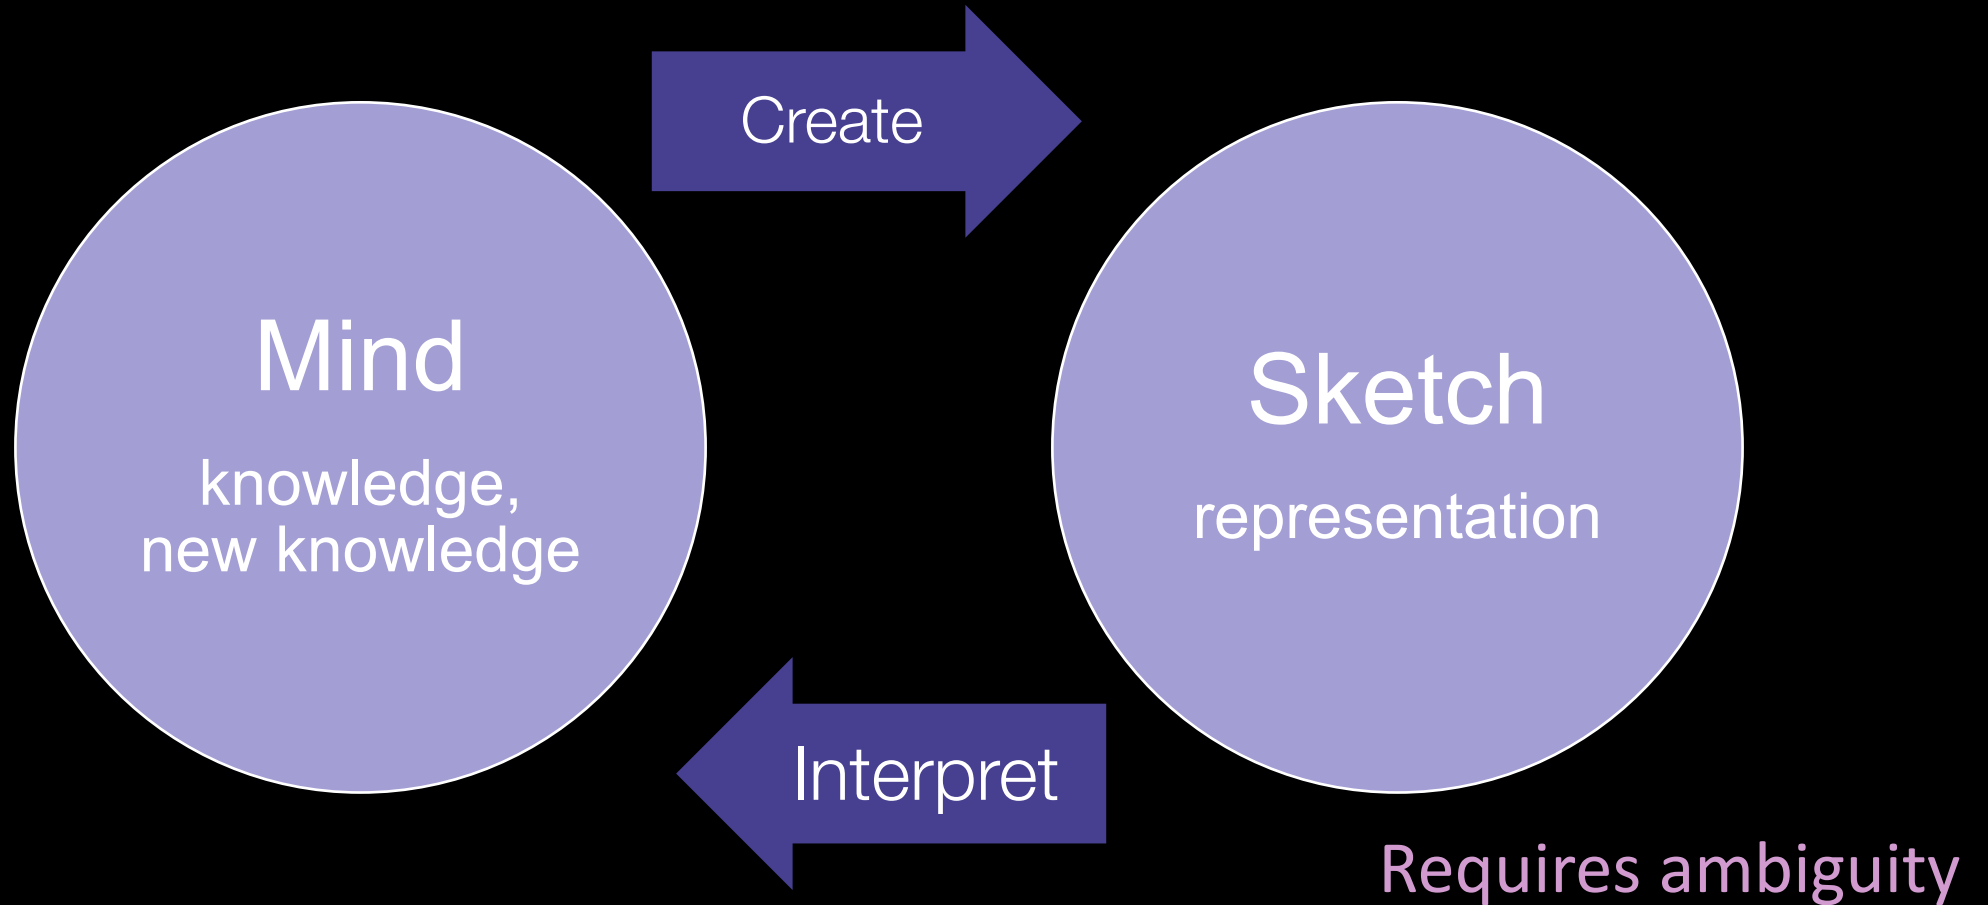 Create
Mind
knowledge,
new knowledge
Sketch
representation
Interpret
Requires ambiguity